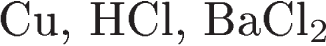 Cu, HCl, BaCl₂